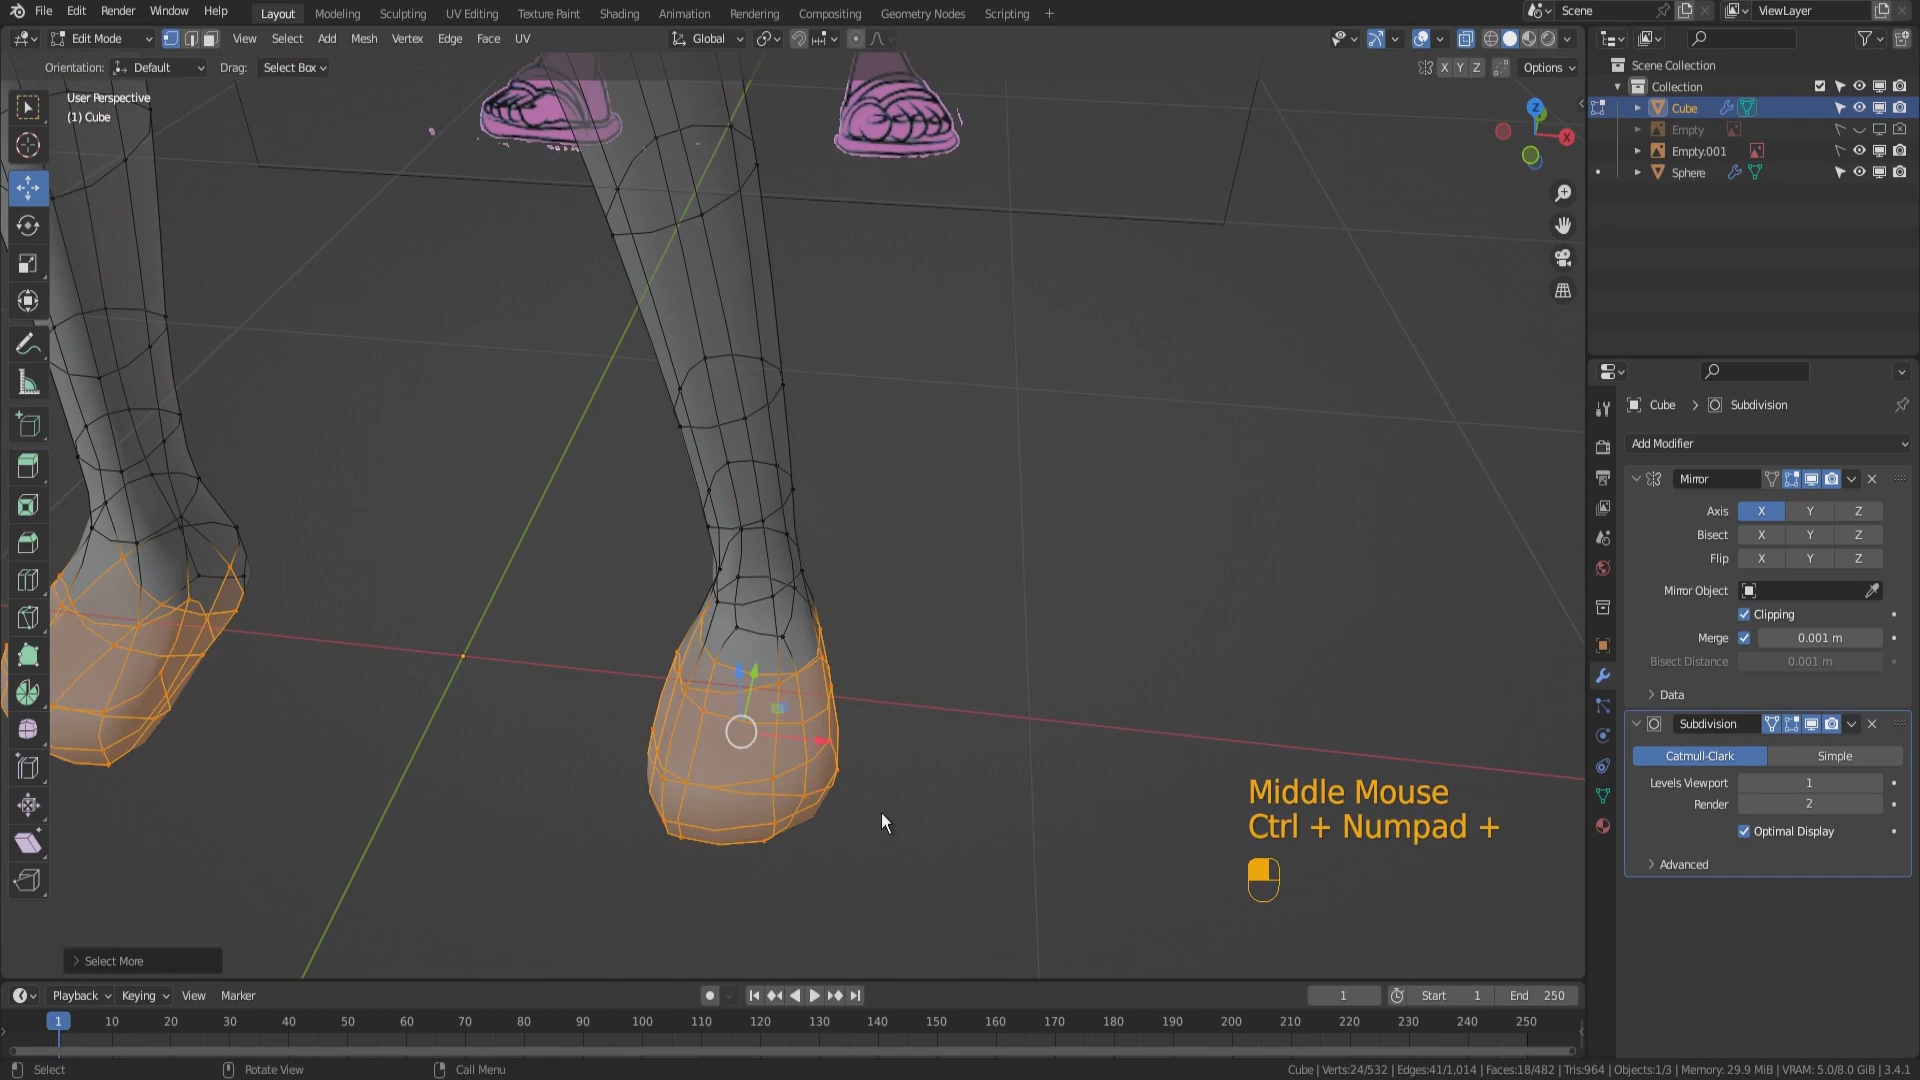 File Edit Render Window Help Layout Modeling Sculpting UV Editing Texture Paint Shading Animation Rendering Compositing Geometry Nodes Scripting + Scene ViewLayer
Edit Mode View Select Add Mesh Vertex Edge Face UV Global
Orientation: Default Drag: Select Box X Y Z Options
User Perspective
(1) Cube
Z
X
Middle Mouse
Ctrl + Numpad +
Select More
Scene Collection
Collection
Cube
Empty
Empty.001
Sphere
Cube Subdivision
Add Modifier
Mirror
Axis X Y Z
Bisect X Y Z
Flip X Y Z
Mirror Object
Clipping
Merge 0.001 m
Bisect Distance 0.001 m
Data
Subdivision
Catmull-Clark Simple
Levels Viewport 1
Render 2
Optimal Display
Advanced
Playback Keying View Marker 1 Start 1 End 250
1 10 20 30 40 50 60 70 80 90 100 110 120 130 140 150 160 170 180 190 200 210 220 230 240 250
Select Rotate View Call Menu Cube | Verts:24/532 | Edges:41/1,014 | Faces:18/482 | Tris:964 | Objects:1/3 | Memory: 29.9 MiB | VRAM: 5.0/8.0 GiB | 3.4.1